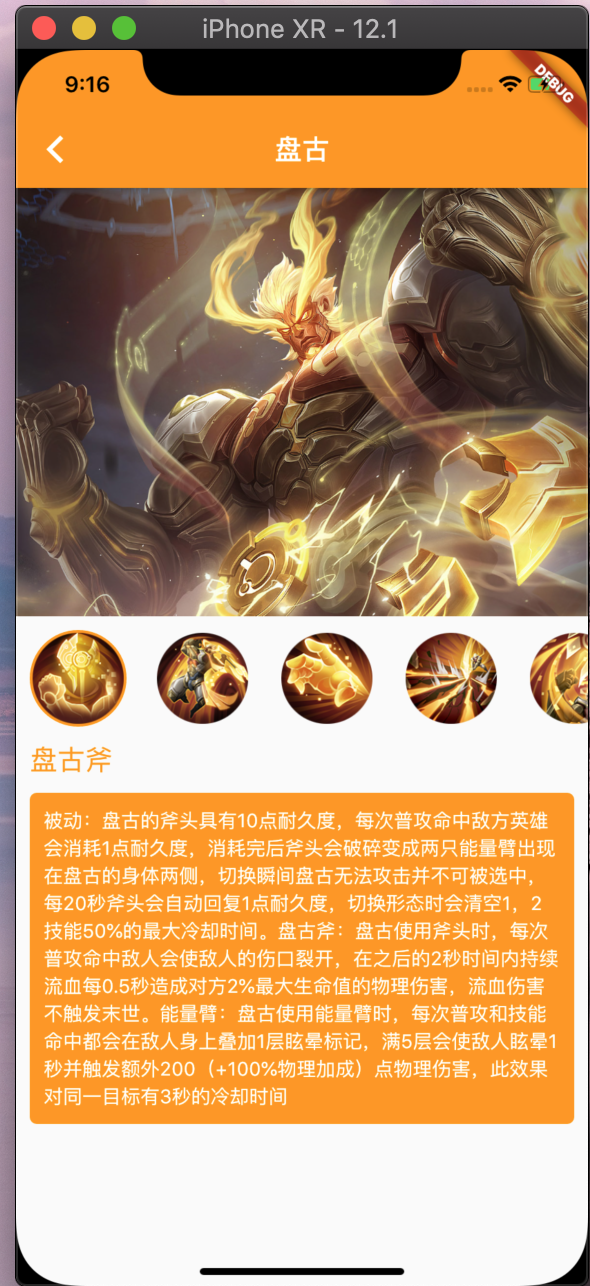 iPhone XR - 12.1
9:16
DEBUG
盘古
盘古斧
被动：盘古的斧头具有10点耐久度，每次普攻命中敌方英雄
会消耗1点耐久度，消耗完后斧头会破碎变成两只能量臂出现
在盘古的身体两侧，切换瞬间盘古无法攻击并不可被选中，
每20秒斧头会自动回复1点耐久度，切换形态时会清空1，2
技能50%的最大冷却时间。盘古斧：盘古使用斧头时，每次
普攻命中敌人会使敌人的伤口裂开，在之后的2秒时间内持续
流血每0.5秒造成对方2%最大生命值的物理伤害，流血伤害
不触发末世。能量臂：盘古使用能量臂时，每次普攻和技能
命中都会在敌人身上叠加1层眩晕标记，满5层会使敌人眩晕1
秒并触发额外200（+100%物理加成）点物理伤害，此效果
对同一目标有3秒的冷却时间